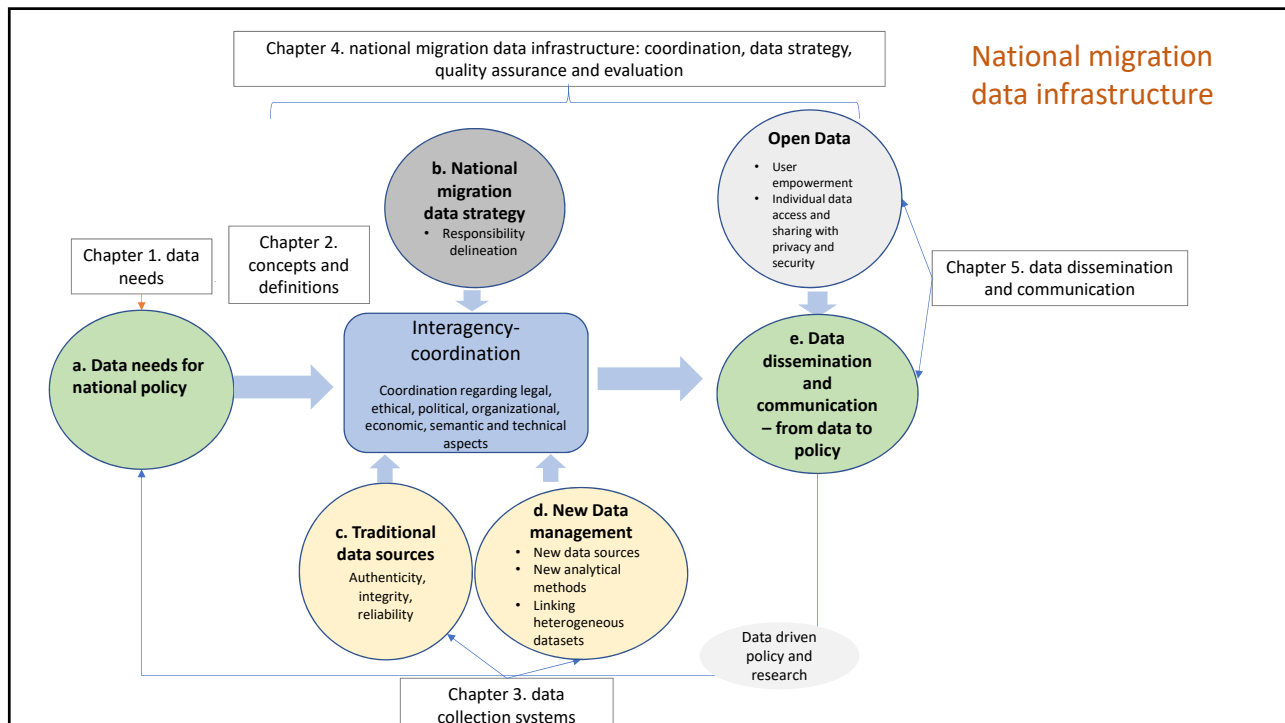 Chapter 4. national migration data infrastructure: coordination, data strategy,
quality assurance and evaluation
National migration
data infrastructure
b. National
migration
data strategy
• Responsibility
delineation
Open Data
• User
empowerment
• Individual data
access and
sharing with
privacy and
security
Chapter 1. data
needs
Chapter 2.
concepts and
definitions
Chapter 5. data dissemination
and communication
a. Data needs for
national policy
Interagency-
coordination
Coordination regarding legal,
ethical, political, organizational,
economic, semantic and technical
aspects
e. Data
dissemination
and
communication
– from data to
policy
c. Traditional
data sources
Authenticity,
integrity,
reliability
d. New Data
management
• New data sources
• New analytical
methods
• Linking
heterogeneous
datasets
Data driven
policy and
research
Chapter 3. data
collection systems